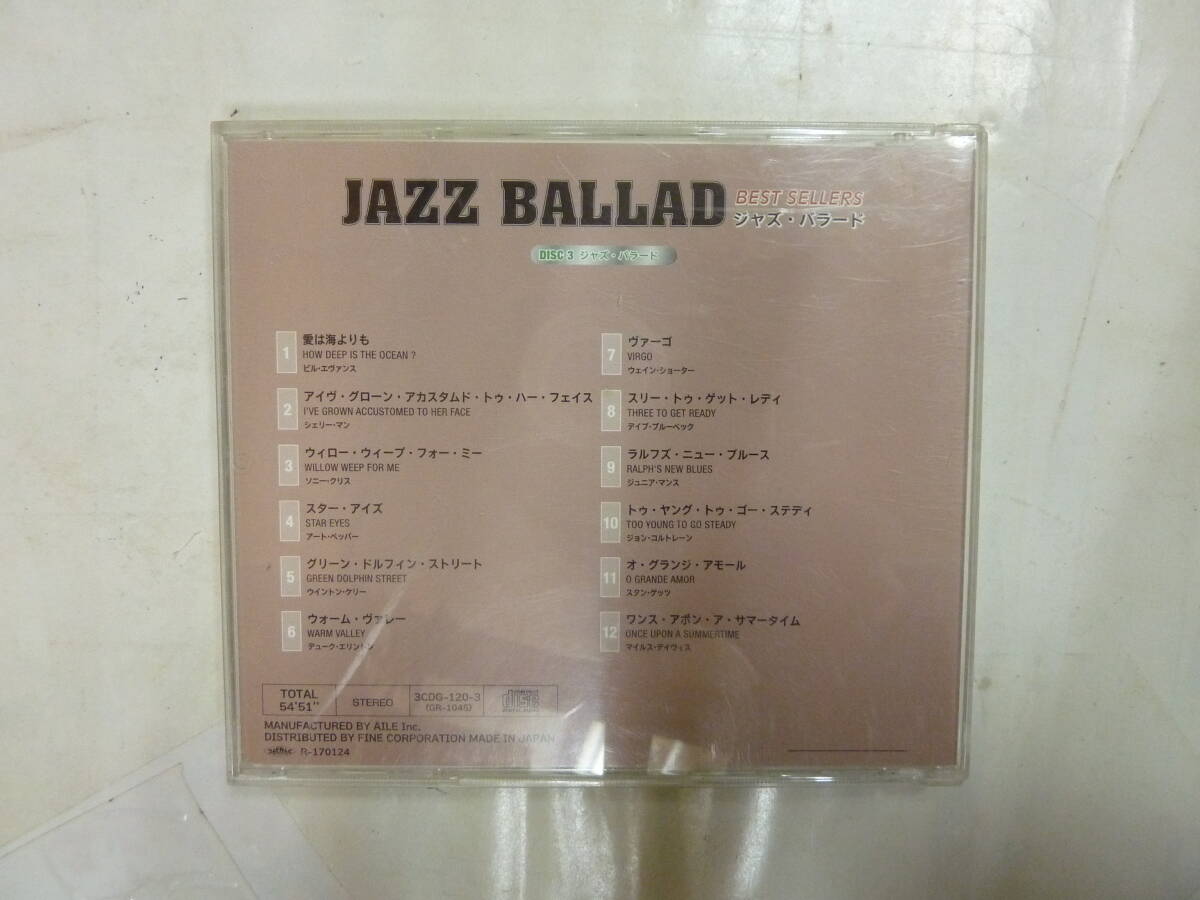 JAZZ BALLAD
BEST SELLERS
ジャズ・バラード
DISC 3 ジャズ・バラード
1
愛は海よりも
HOW DEEP IS THE OCEAN ?
ビル・エヴァンス
2
アイヴ・グローン・アカスタムド・トゥ・ハー・フェイス
I'VE GROWN ACCUSTOMED TO HER FACE
シェリー・マン
3
ウィロー・ウィープ・フォー・ミー
WILLOW WEEP FOR ME
ソニー・クリス
4
スター・アイズ
STAR EYES
アート・ペッパー
5
グリーン・ドルフィン・ストリート
GREEN DOLPHIN STREET
ウイントン・ケリー
6
ウォーム・ヴァレー
WARM VALLEY
デューク・エリントン
7
ヴァーゴ
VIRGO
ウェイン・ショーター
8
スリー・トゥ・ゲット・レディ
THREE TO GET READY
デイブ・ブルーベック
9
ラルフズ・ニュー・ブルース
RALPH'S NEW BLUES
ジュニア・マンス
10
トゥ・ヤング・トゥ・ゴー・ステディ
TOO YOUNG TO GO STEADY
ジョン・コルトレーン
11
オ・グランジ・アモール
O GRANDE AMOR
スタン・ゲッツ
12
ワンス・アポン・ア・サマータイム
ONCE UPON A SUMMERTIME
マイルス・デイヴィス
TOTAL
54'51"
STEREO
3CDG-120-3
(GR-1045)
COMPACT
disc
DIGITAL AUDIO
MANUFACTURED BY AILE Inc.
DISTRIBUTED BY FINE CORPORATION MADE IN JAPAN
R-170124